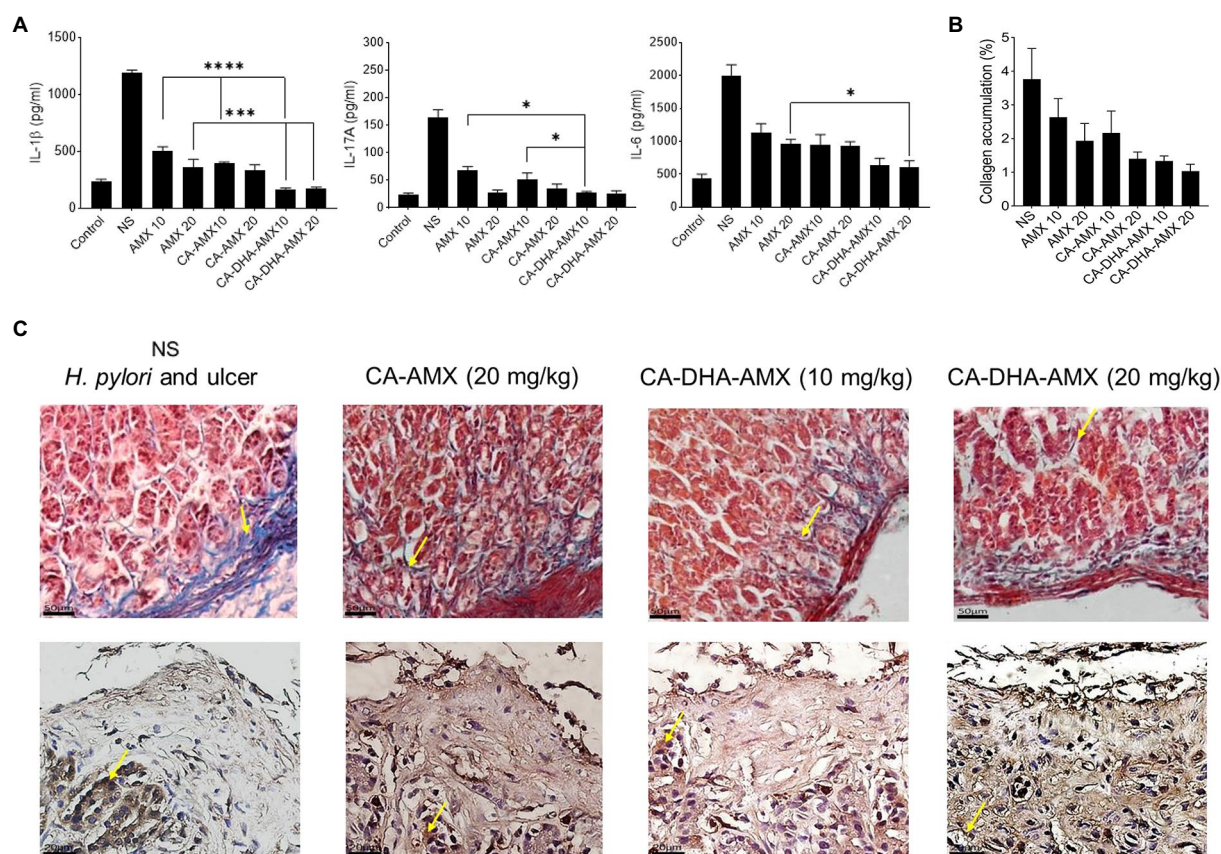 A
IL-1β (pg/ml)
1500
1000
500
0
****
***
Control
NS
AMX 10
AMX 20
CA-AMX10
CA-AMX 20
CA-DHA-AMX10
CA-DHA-AMX 20
IL-17A (pg/ml)
300
250
200
150
100
50
0
*
*
Control
NS
AMX 10
AMX 20
CA-AMX10
CA-AMX 20
CA-DHA-AMX10
CA-DHA-AMX 20
IL-6 (pg/ml)
2500
2000
1500
1000
500
0
*
Control
NS
AMX 10
AMX 20
CA-AMX10
CA-AMX 20
CA-DHA-AMX10
CA-DHA-AMX 20
B
Collagen accumulation (%)
5
4
3
2
1
0
NS
AMX 10
AMX 20
CA-AMX 10
CA-AMX 20
CA-DHA-AMX 10
CA-DHA-AMX 20
C
NS
H. pylori and ulcer
CA-AMX (20 mg/kg)
CA-DHA-AMX (10 mg/kg)
CA-DHA-AMX (20 mg/kg)
50μm
50μm
50μm
50μm
20μm
20μm
20μm
20μm